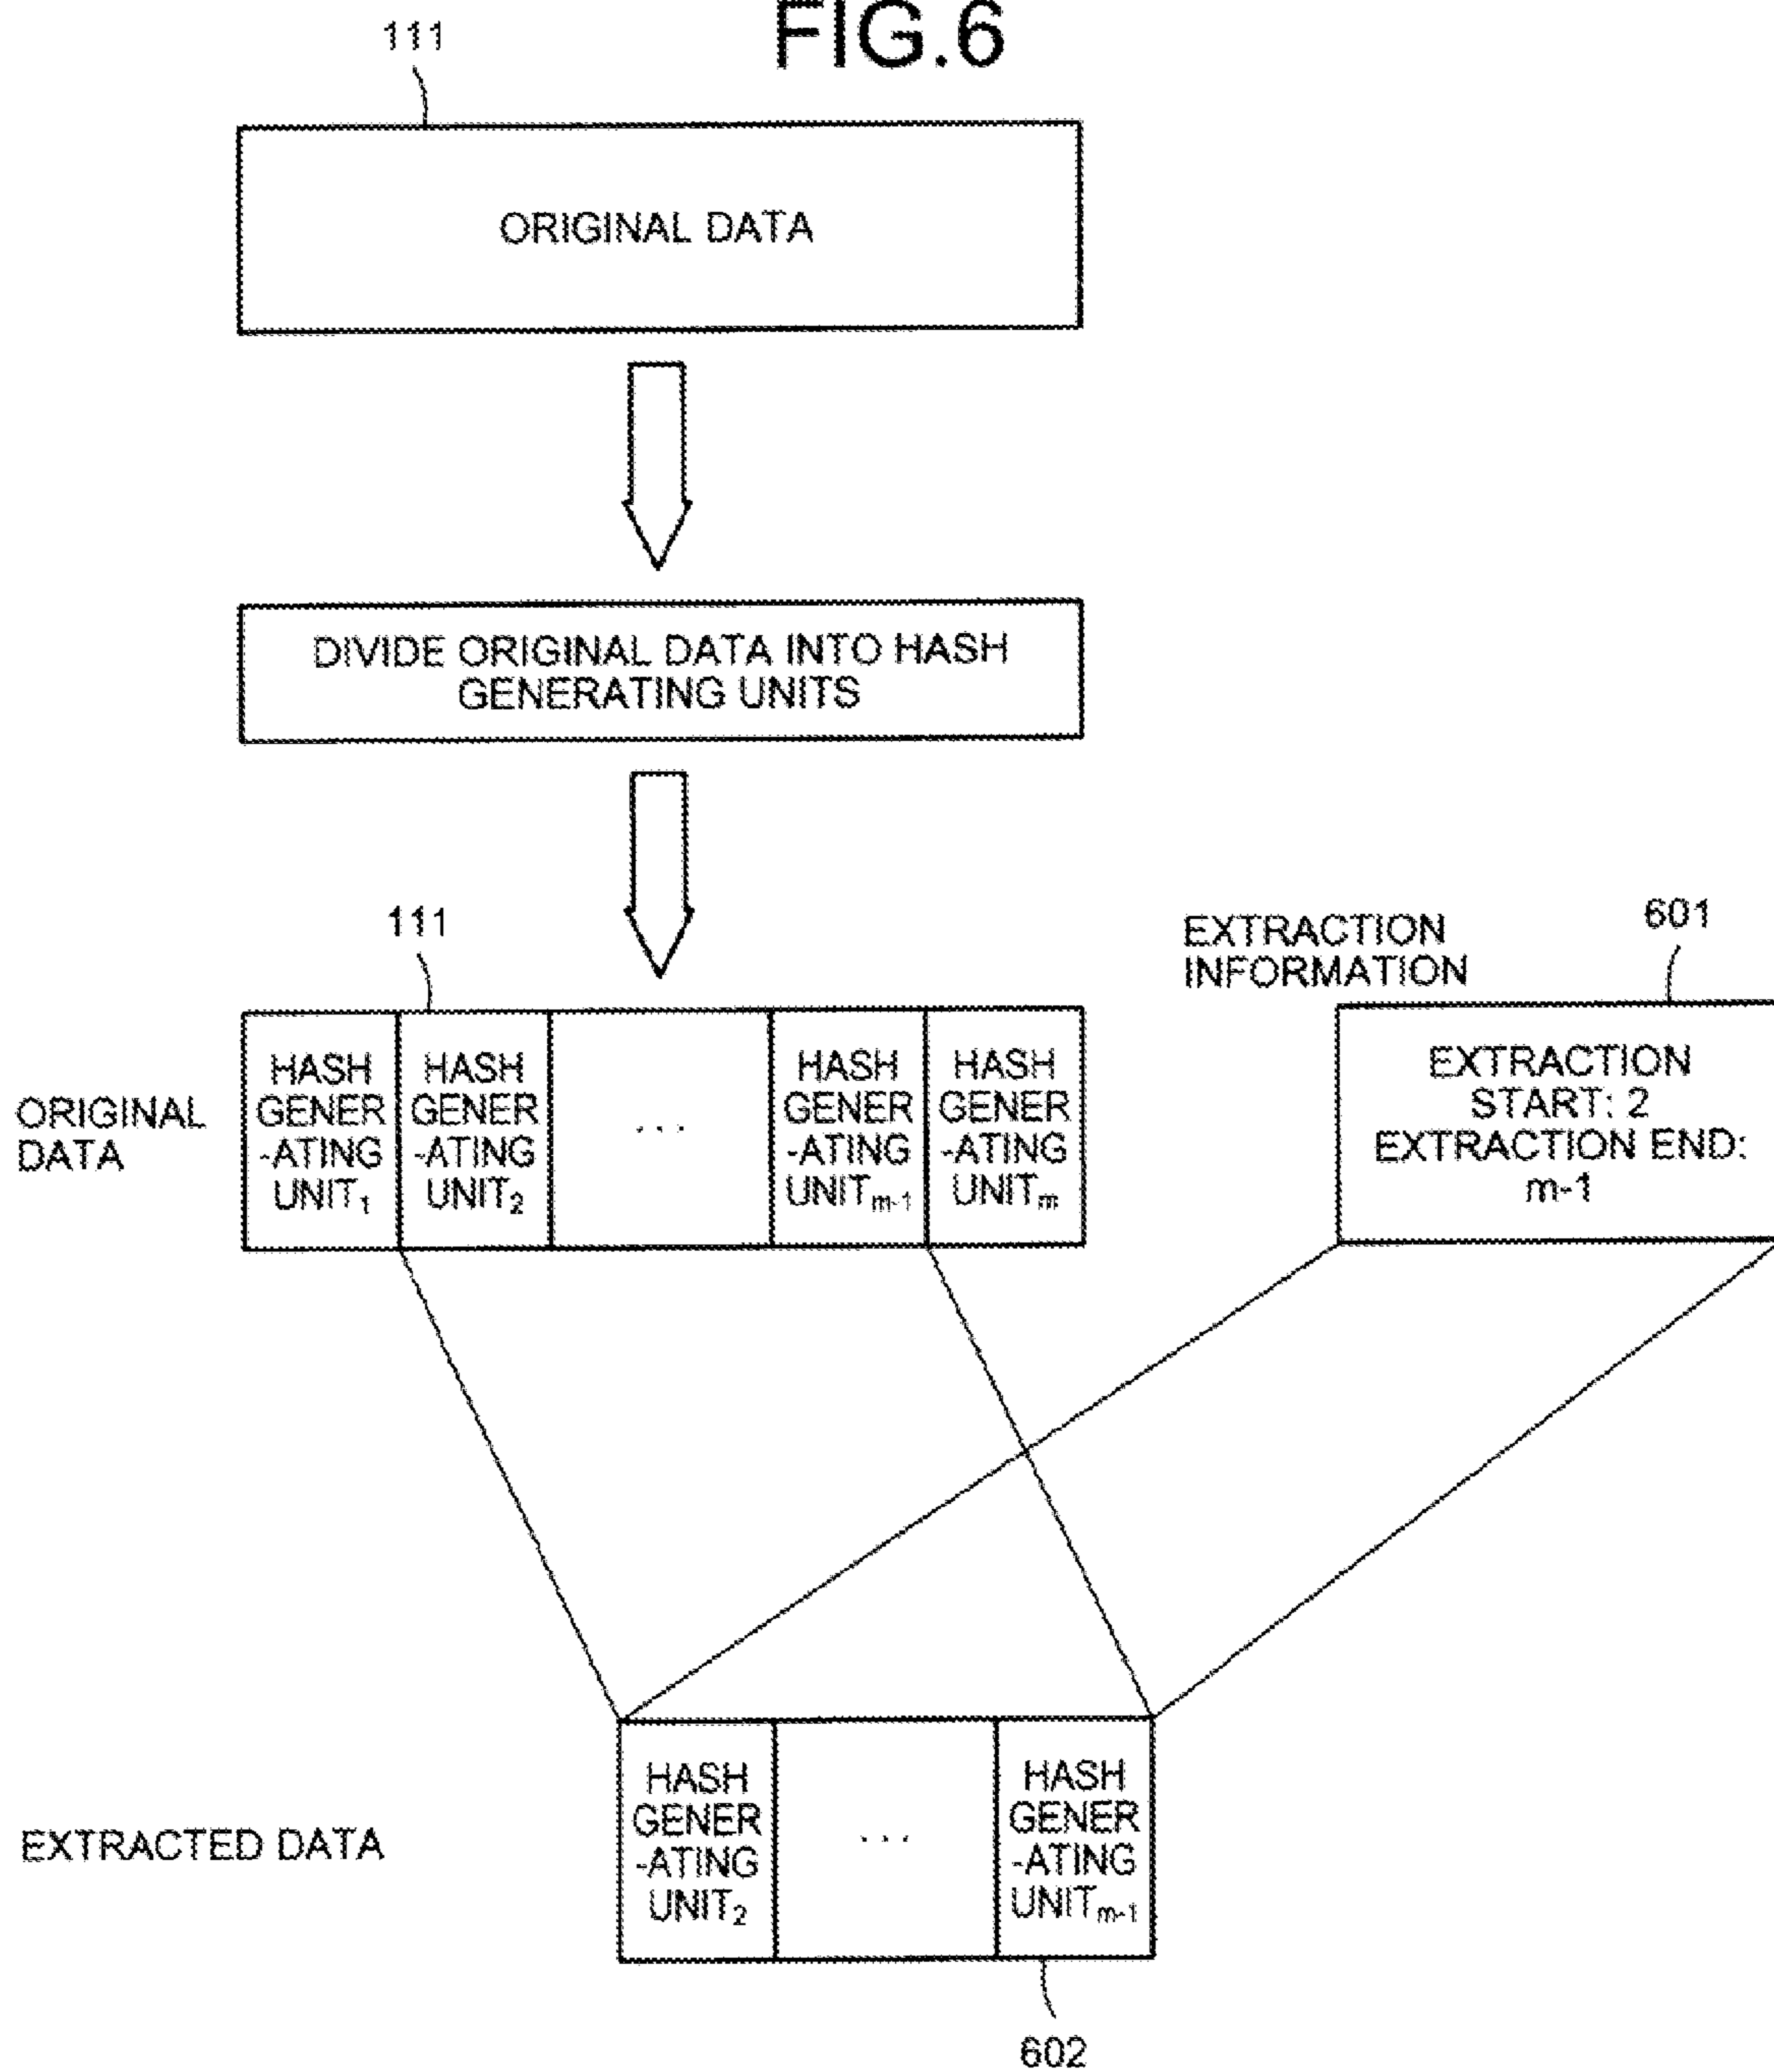 FIG.6
111
ORIGINAL DATA
DIVIDE ORIGINAL DATA INTO HASH
GENERATING UNITS
111
EXTRACTION
INFORMATION
601
ORIGINAL
DATA
HASH
GENER
-ATING
UNIT1
HASH
GENER
-ATING
UNIT2
...
HASH
GENER
-ATING
UNITm-1
HASH
GENER
-ATING
UNITm
EXTRACTION
START: 2
EXTRACTION END:
m-1
EXTRACTED DATA
HASH
GENER
-ATING
UNIT2
...
HASH
GENER
-ATING
UNITm-1
602